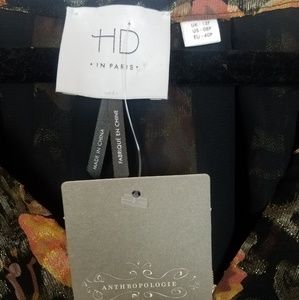 HD
• IN PARIS •
UK - 12P
US - 08P
EU - 40P
MADE IN CHINA
FABRIQUÉ EN CHINE
ANTHROPOLOGIE